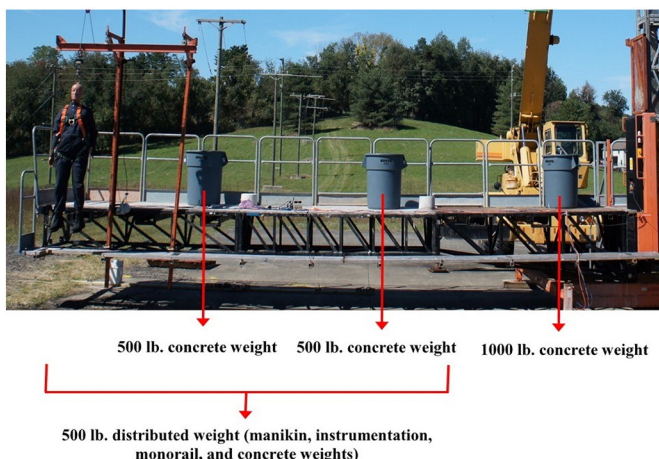 500 lb. concrete weight
500 lb. concrete weight
1000 lb. concrete weight
500 lb. distributed weight (manikin, instrumentation,
monorail, and concrete weights)